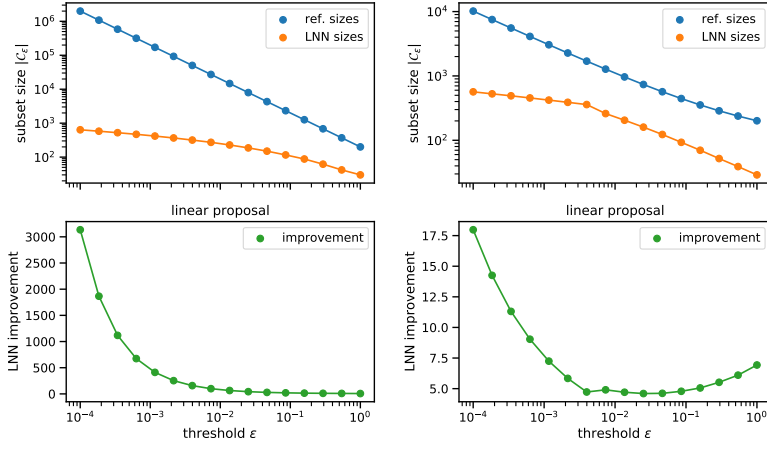 10^6
10^5
10^4
10^3
10^2
subset size |𝒞_ε|
ref. sizes
LNN sizes
10^4
10^3
10^2
subset size |𝒞_ε|
ref. sizes
LNN sizes
linear proposal
3000
2500
2000
1500
1000
500
0
LNN improvement
improvement
10^−4
10^−3
10^−2
10^−1
10^0
threshold ε
linear proposal
17.5
15.0
12.5
10.0
7.5
5.0
LNN improvement
improvement
10^−4
10^−3
10^−2
10^−1
10^0
threshold ε